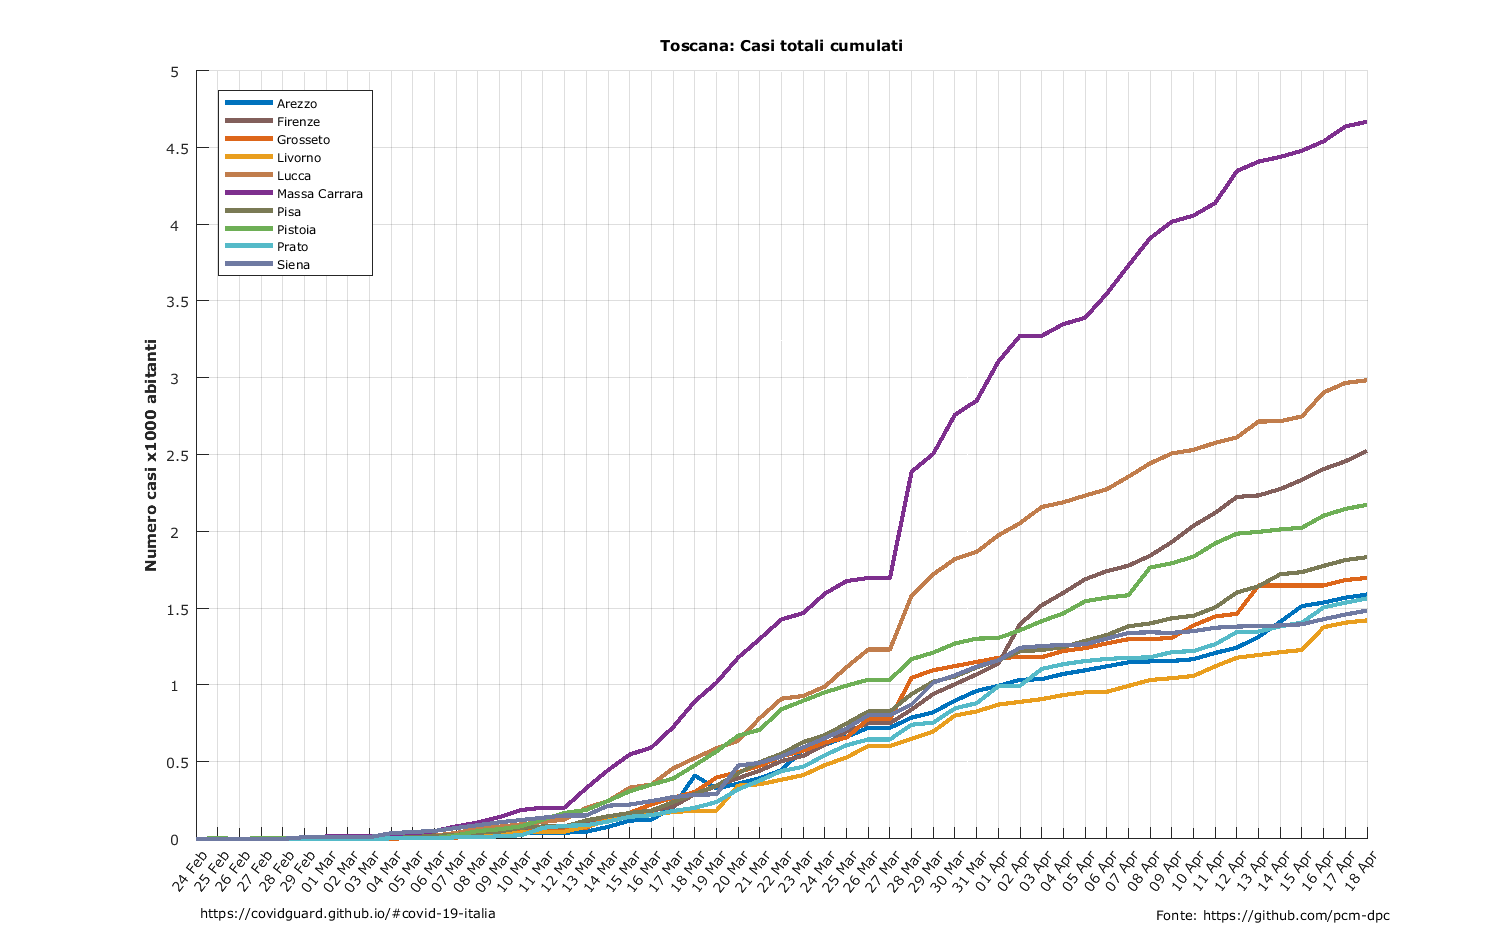 Toscana: Casi totali cumulati
Numero casi x1000 abitanti
5
4.5
4
3.5
3
2.5
2
1.5
1
0.5
0
Arezzo
Firenze
Grosseto
Livorno
Lucca
Massa Carrara
Pisa
Pistoia
Prato
Siena
24 Feb
25 Feb
26 Feb
27 Feb
28 Feb
29 Feb
01 Mar
02 Mar
03 Mar
04 Mar
05 Mar
06 Mar
07 Mar
08 Mar
09 Mar
10 Mar
11 Mar
12 Mar
13 Mar
14 Mar
15 Mar
16 Mar
17 Mar
18 Mar
19 Mar
20 Mar
21 Mar
22 Mar
23 Mar
24 Mar
25 Mar
26 Mar
27 Mar
28 Mar
29 Mar
30 Mar
31 Mar
01 Apr
02 Apr
03 Apr
04 Apr
05 Apr
06 Apr
07 Apr
08 Apr
09 Apr
10 Apr
11 Apr
12 Apr
13 Apr
14 Apr
15 Apr
16 Apr
17 Apr
18 Apr
https://covidguard.github.io/#covid-19-italia
Fonte: https://github.com/pcm-dpc